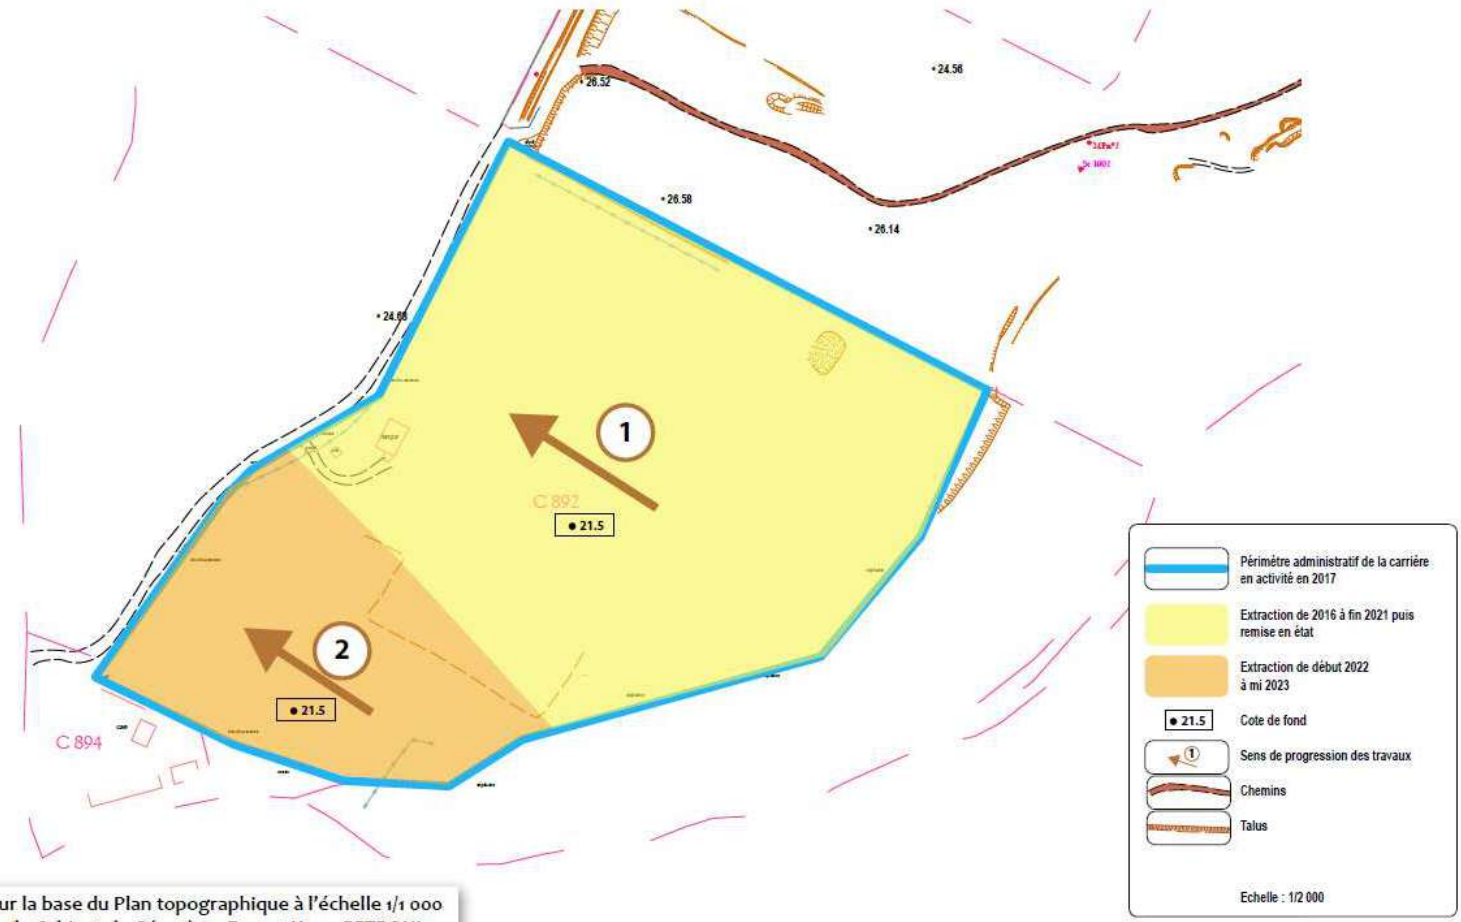 24.56
26.52
26.58
26.14
24.68
1
C 892
● 21.5
2
● 21.5
C 894
Périmètre administratif de la carrière
en activité en 2017
Extraction de 2016 à fin 2021 puis
remise en état
Extraction de début 2022
à mi 2023
● 21.5
Cote de fond
1
Sens de progression des travaux
Chemins
Talus
Echelle : 1/2 000
ur la base du Plan topographique à l'échelle 1/1 000